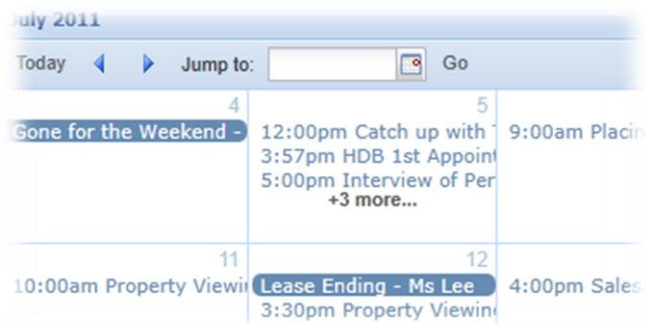 July 2011
Today Jump to: Go
4 5
Gone for the Weekend - 12:00pm Catch up with 9:00am Placin
3:57pm HDB 1st Appoint
5:00pm Interview of Per
+3 more...
11 12
10:00am Property Viewi Lease Ending - Ms Lee 4:00pm Sales
3:30pm Property Viewin